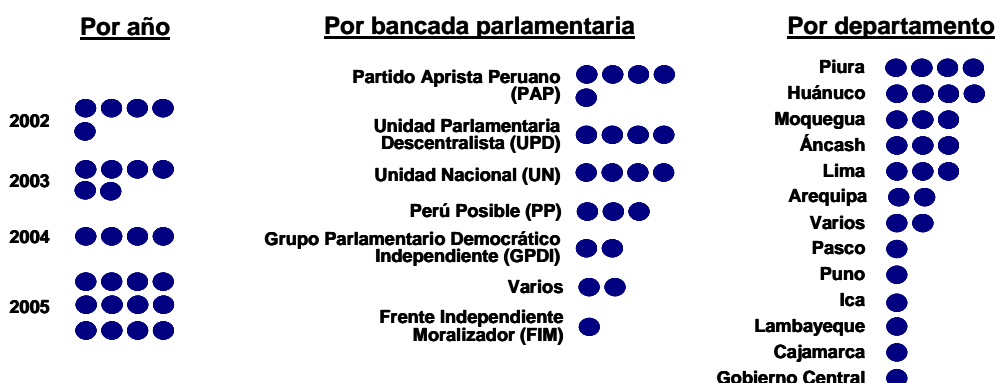 Por año
2002
2003
2004
2005
Por bancada parlamentaria
Partido Aprista Peruano
(PAP)
Unidad Parlamentaria
Descentralista (UPD)
Unidad Nacional (UN)
Perú Posible (PP)
Grupo Parlamentario Democrático
Independiente (GPDI)
Varios
Frente Independiente
Moralizador (FIM)
Por departamento
Piura
Huánuco
Moquegua
Áncash
Lima
Arequipa
Varios
Pasco
Puno
Ica
Lambayeque
Cajamarca
Gobierno Central